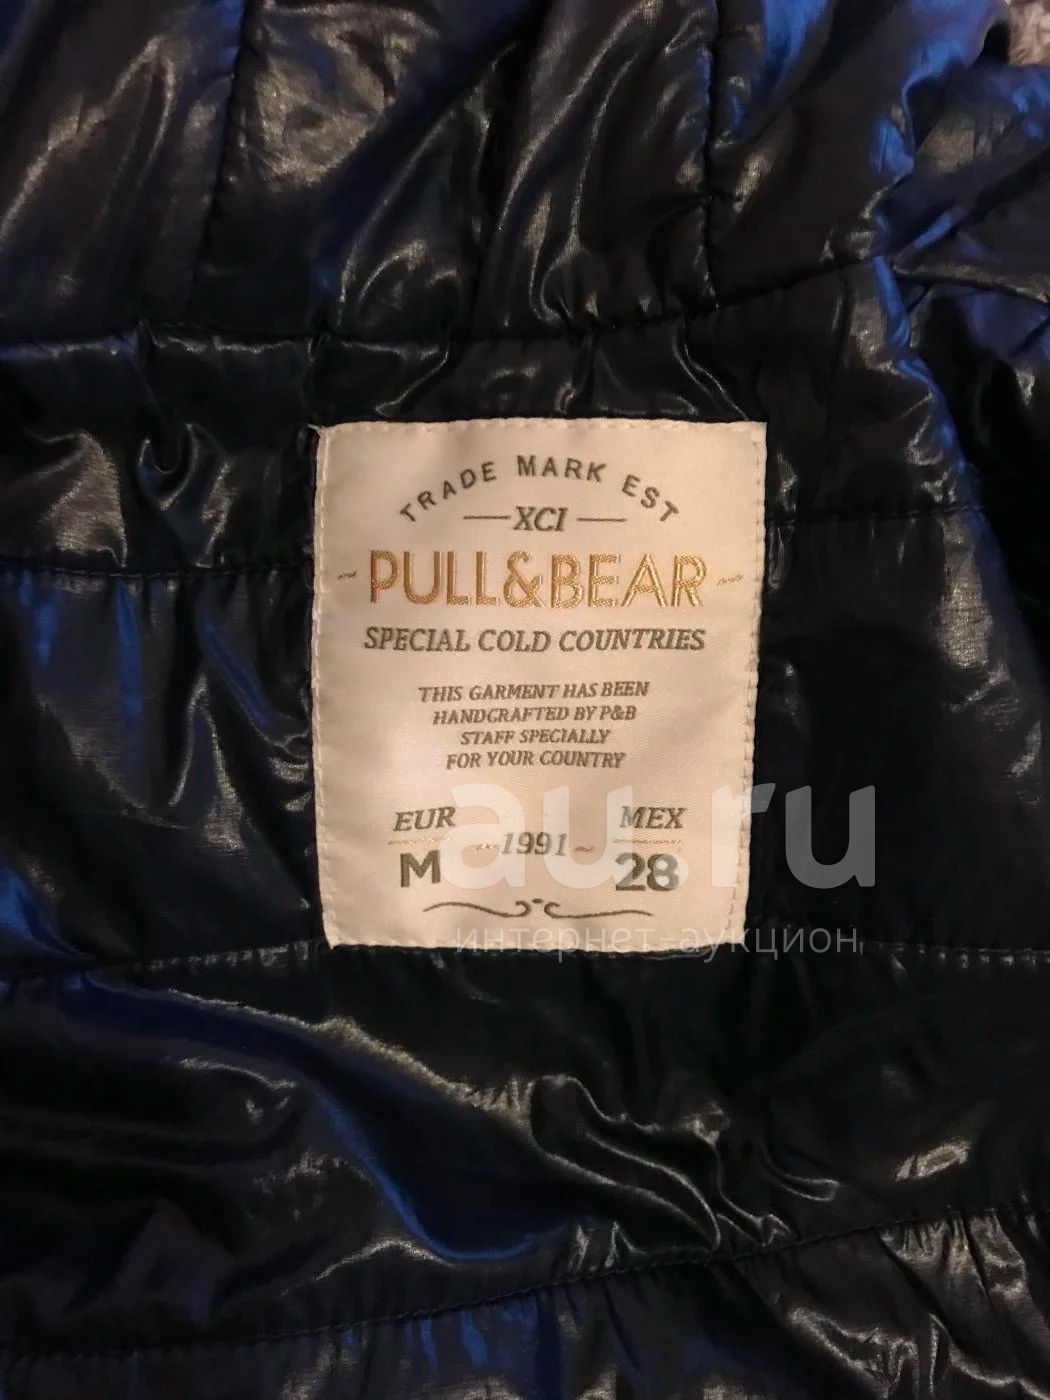 TRADE MARK EST
XCI
~ PULL&BEAR ~
SPECIAL COLD COUNTRIES
THIS GARMENT HAS BEEN
HANDCRAFTED BY P&B
STAFF SPECIALLY
FOR YOUR COUNTRY
EUR ~1991~ MEX
M 28
au.ru
интернет-аукцион